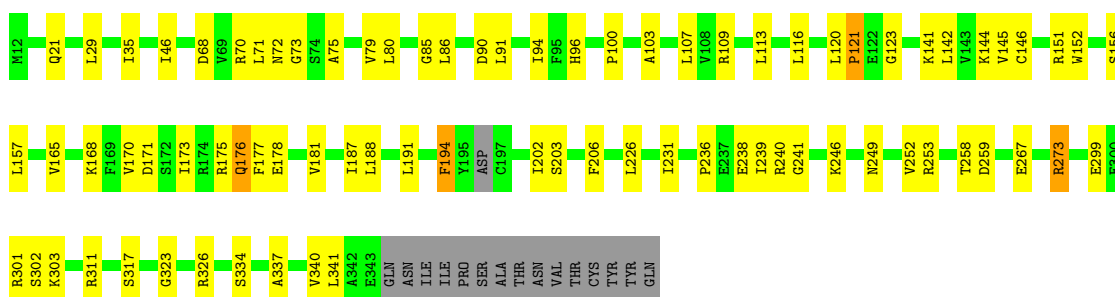 M12 Q21 L29 I35 I46 D68 V69 R70 L71 N72 G73 S74 A75 V79 L80 G85 L86 D90 L91 I94 F95 H96 P100 A103 L107 V108 R109 L113 L116 L120 P121 E122 G123 K141 L142 V143 K144 V145 C146 R151 W152 S156
L157 V165 K168 F169 V170 D171 S172 I173 R174 R175 Q176 F177 E178 V181 I187 L188 L191 F194 Y195 ASP C197 I202 S203 F206 L226 I231 P236 E237 E238 I239 R240 G241 K246 N249 V252 R253 T258 D259 E267 R273 E299
R301 S302 K303 R311 S317 G323 R326 S334 A337 V340 L341 A342 E343 GLN ASN ILE ILE PRO SER ALA THR ASN VAL THR CYS TYR TYR GLN